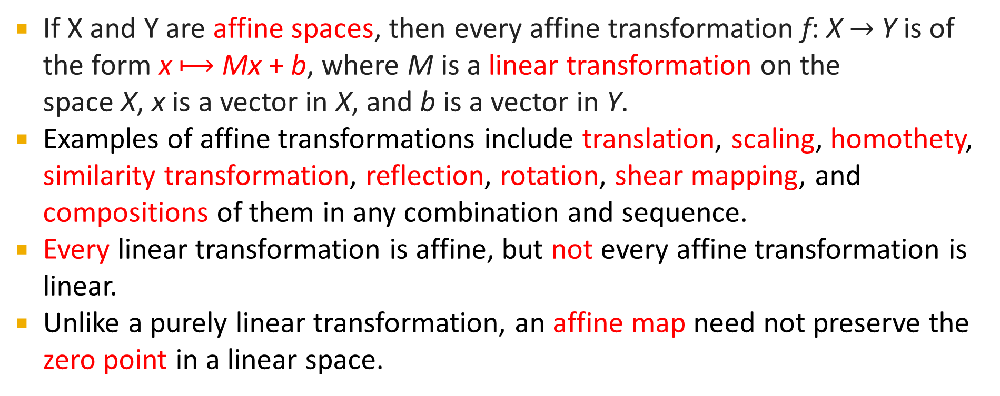 ▪ If X and Y are affine spaces, then every affine transformation f: X → Y is of
the form x ⟼ Mx + b, where M is a linear transformation on the
space X, x is a vector in X, and b is a vector in Y.
▪ Examples of affine transformations include translation, scaling, homothety,
similarity transformation, reflection, rotation, shear mapping, and
compositions of them in any combination and sequence.
▪ Every linear transformation is affine, but not every affine transformation is
linear.
▪ Unlike a purely linear transformation, an affine map need not preserve the
zero point in a linear space.